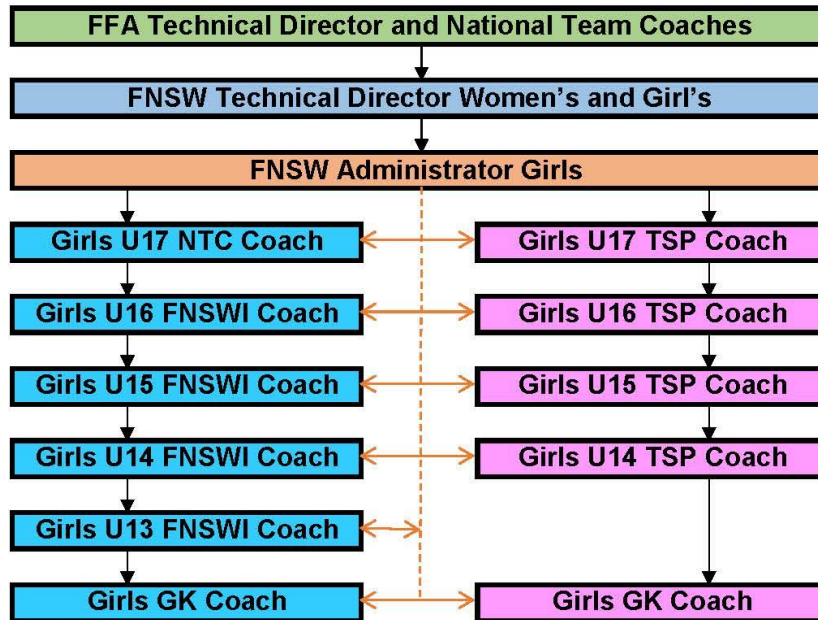 FFA Technical Director and National Team Coaches
FNSW Technical Director Women's and Girl's
FNSW Administrator Girls
Girls U17 NTC Coach
Girls U17 TSP Coach
Girls U16 FNSWI Coach
Girls U16 TSP Coach
Girls U15 FNSWI Coach
Girls U15 TSP Coach
Girls U14 FNSWI Coach
Girls U14 TSP Coach
Girls U13 FNSWI Coach
Girls GK Coach
Girls GK Coach